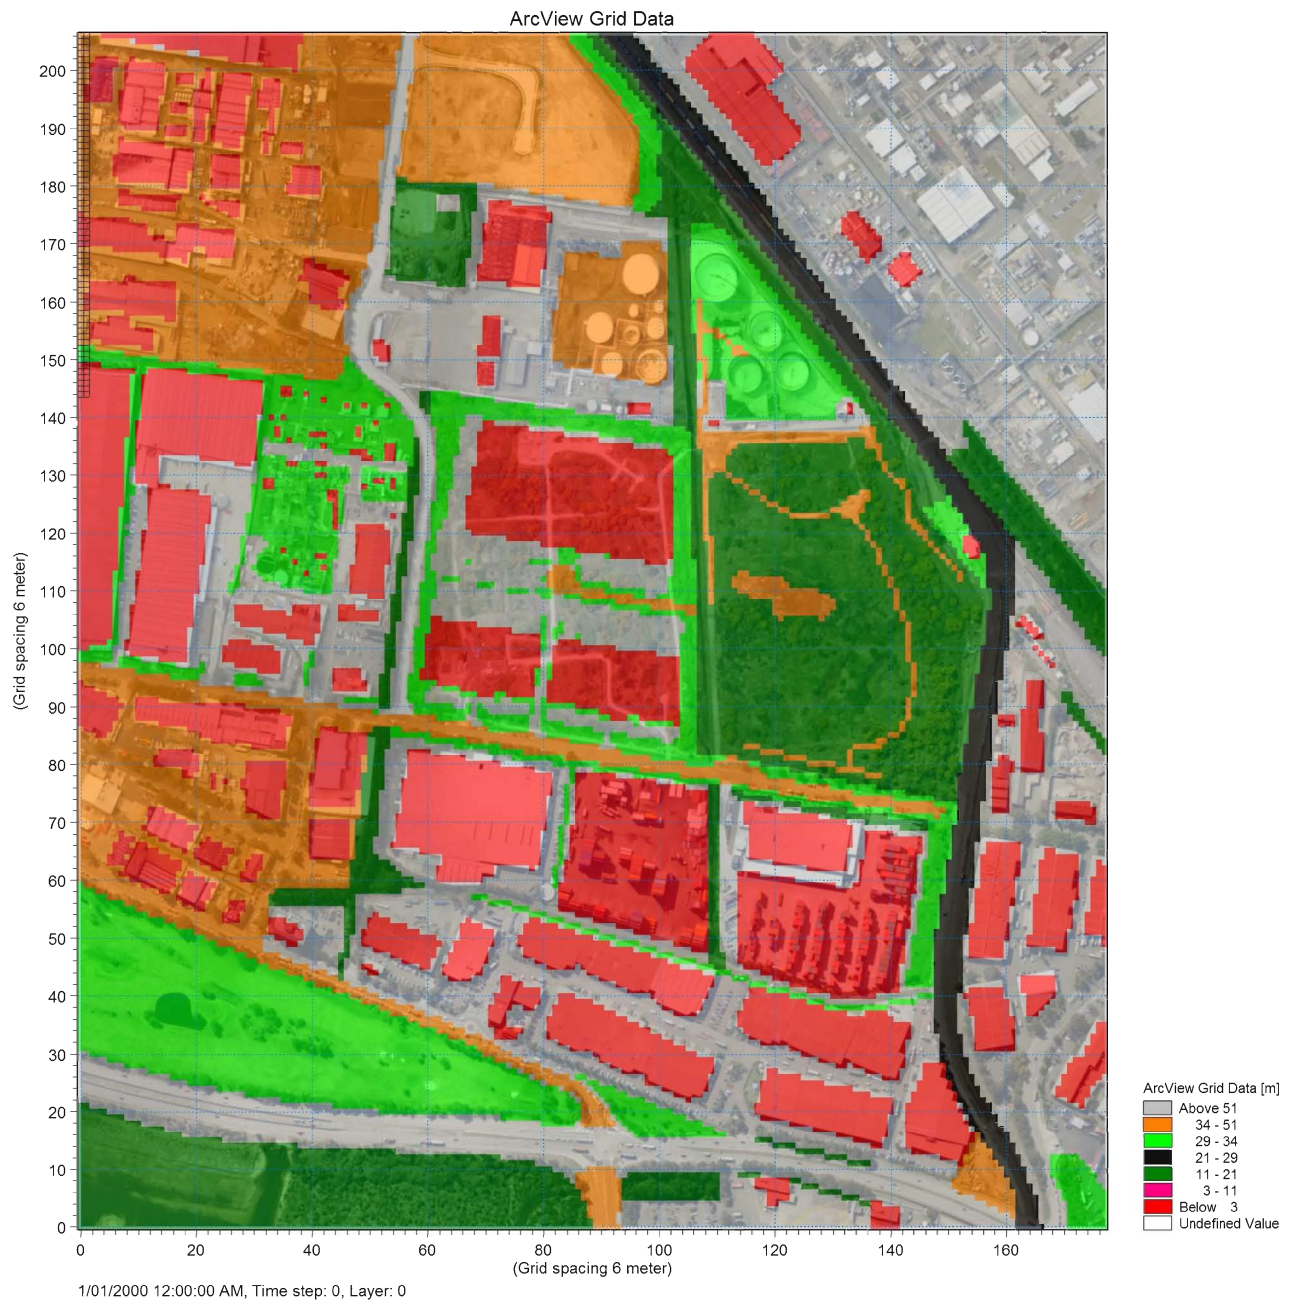 ArcView Grid Data
200
190
180
170
160
150
140
130
120
110
100
90
80
70
60
50
40
30
20
10
0
(Grid spacing 6 meter)
0 20 40 60 80 100 120 140 160
(Grid spacing 6 meter)
1/01/2000 12:00:00 AM, Time step: 0, Layer: 0
ArcView Grid Data [m]
Above 51
34 - 51
29 - 34
21 - 29
11 - 21
3 - 11
Below 3
Undefined Value